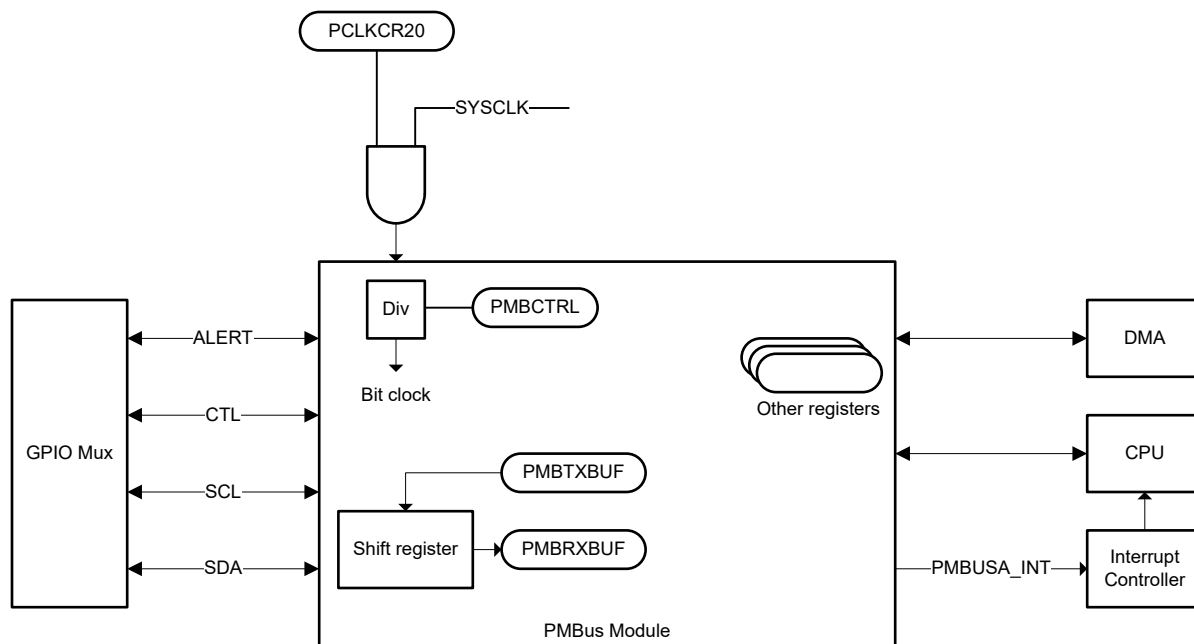 PCLKCR20
SYSCLK
Div
PMBCTRL
Bit clock
Other registers
GPIO Mux
ALERT
CTL
SCL
SDA
PMBTXBUF
Shift register
PMBRXBUF
PMBus Module
DMA
CPU
PMBUSA_INT
Interrupt
Controller